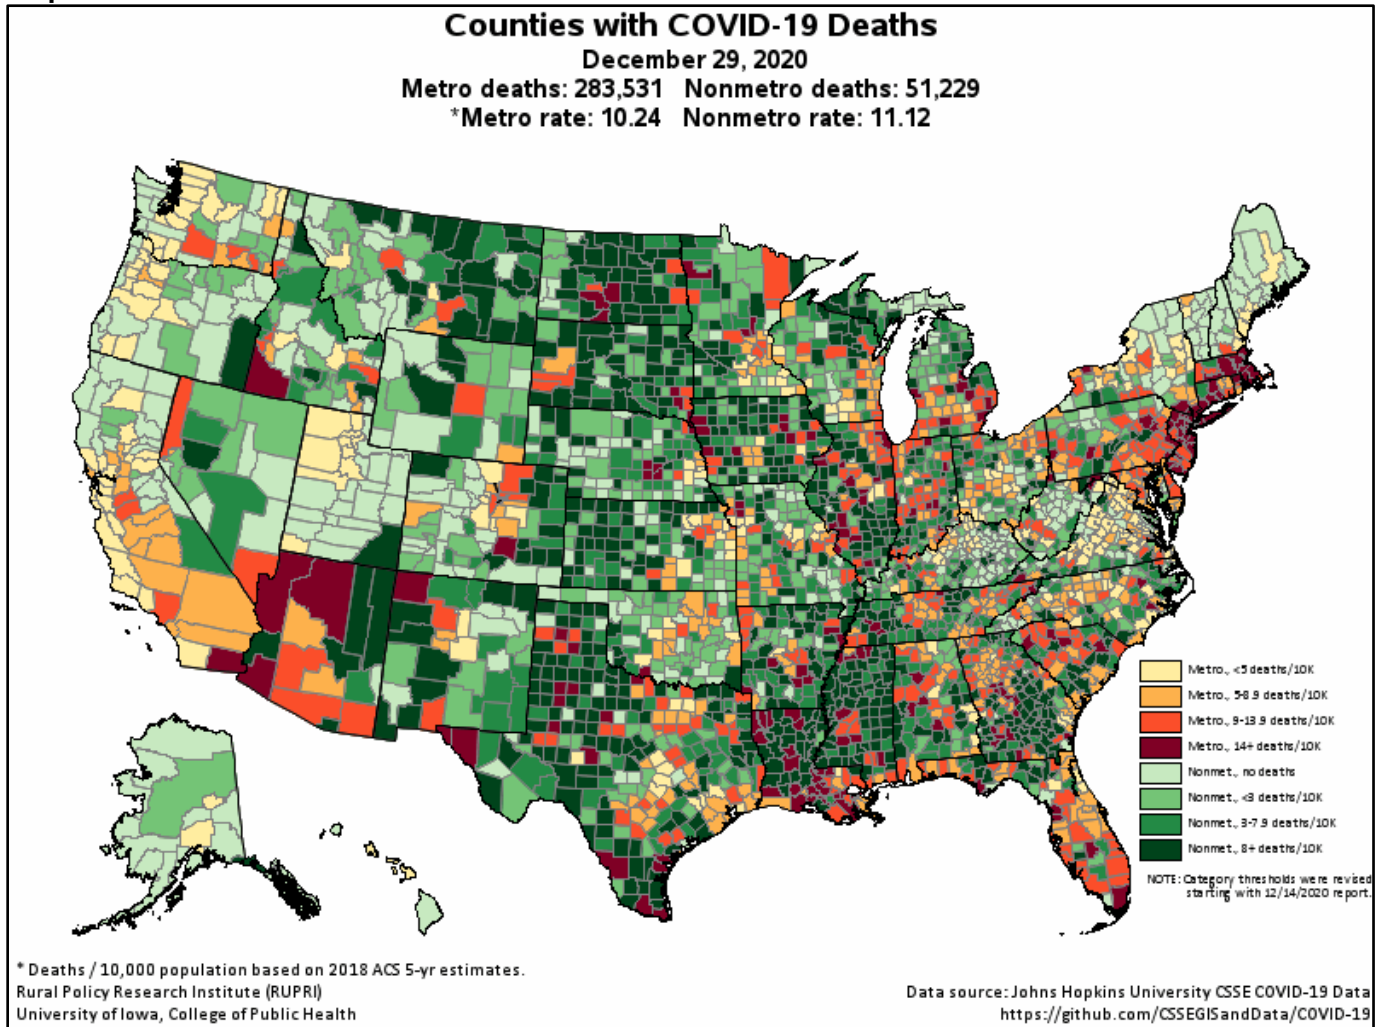 Counties with COVID-19 Deaths
December 29, 2020
Metro deaths: 283,531 Nonmetro deaths: 51,229
*Metro rate: 10.24 Nonmetro rate: 11.12
Metro., <5 deaths/10K
Metro., 5-8.9 deaths/10K
Metro., 9-13.9 deaths/10K
Metro., 14+ deaths/10K
Nonmet., no deaths
Nonmet., <3 deaths/10K
Nonmet., 3-7.9 deaths/10K
Nonmet., 8+ deaths/10K
NOTE: Category thresholds were revised
starting with 12/14/2020 report.
* Deaths / 10,000 population based on 2018 ACS 5-yr estimates.
Rural Policy Research Institute (RUPRI)
University of Iowa, College of Public Health
Data source: Johns Hopkins University CSSE COVID-19 Data
https://github.com/CSSEGISandData/COVID-19